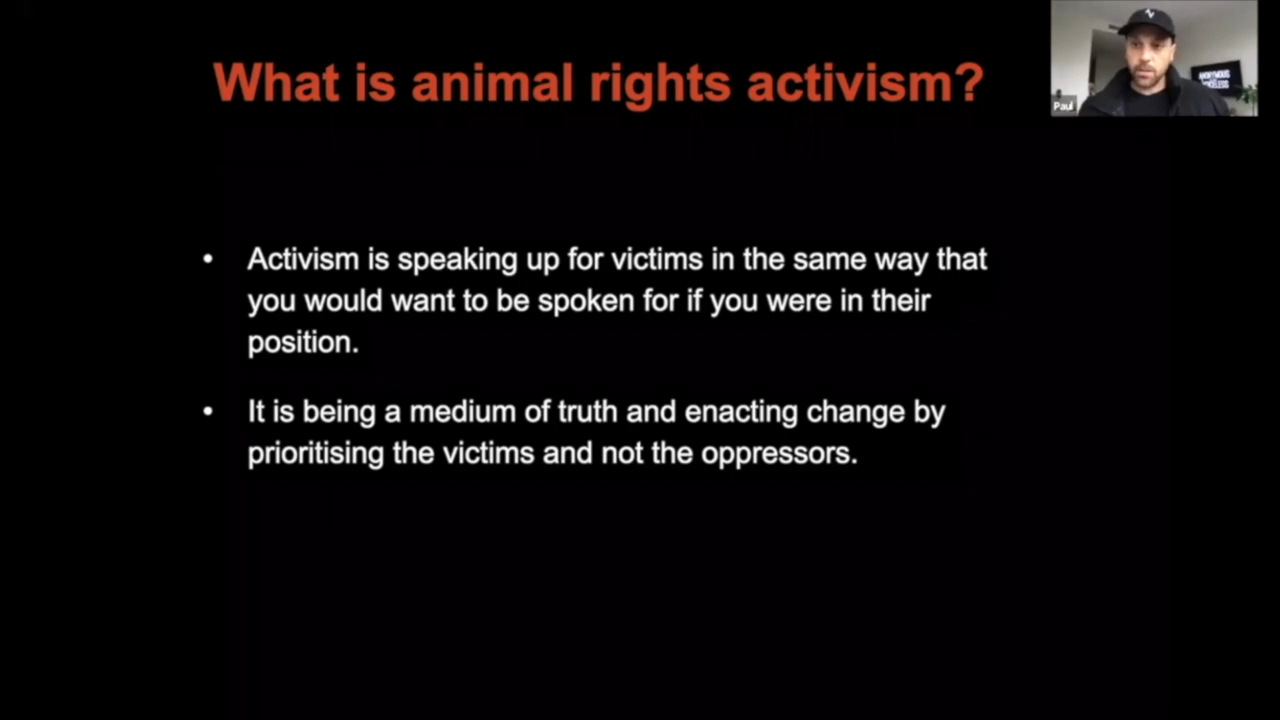 What is animal rights activism?
• Activism is speaking up for victims in the same way that
you would want to be spoken for if you were in their
position.
• It is being a medium of truth and enacting change by
prioritising the victims and not the oppressors.
Paul
ANONYMOUS
VOICELESS